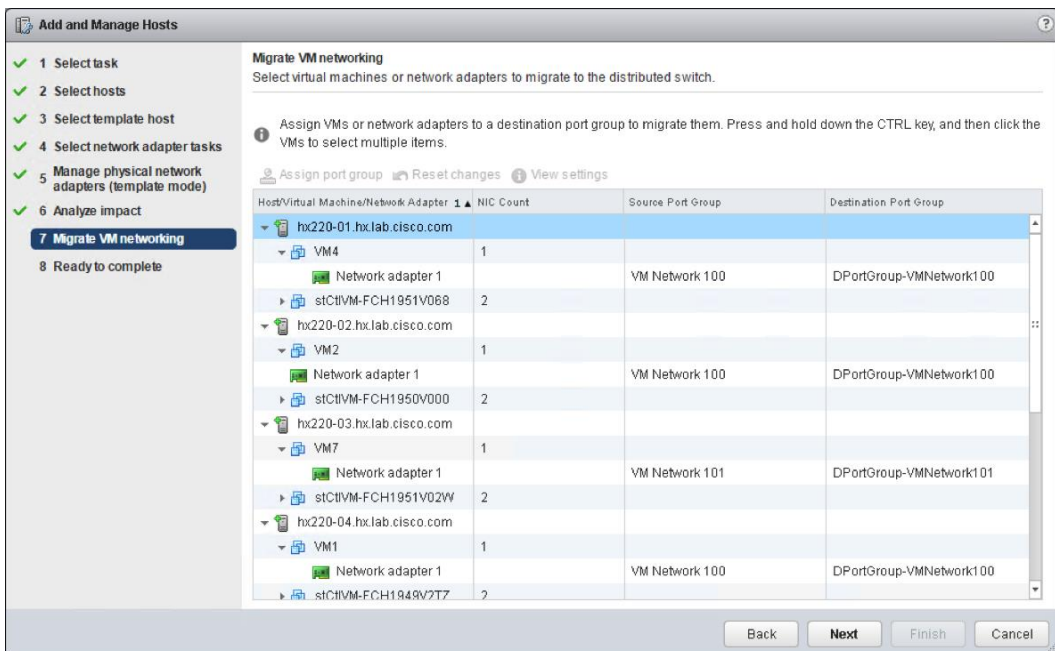 Add and Manage Hosts
?
1 Select task
2 Select hosts
3 Select template host
4 Select network adapter tasks
5 Manage physical network
adapters (template mode)
6 Analyze impact
7 Migrate VM networking
8 Ready to complete
Migrate VM networking
Select virtual machines or network adapters to migrate to the distributed switch.
Assign VMs or network adapters to a destination port group to migrate them. Press and hold down the CTRL key, and then click the
VMs to select multiple items.
Assign port group Reset changes View settings
Host/Virtual Machine/Network Adapter 1 ▲ NIC Count Source Port Group Destination Port Group
hx220-01.hx.lab.cisco.com
VM4 1
Network adapter 1 VM Network 100 DPortGroup-VMNetwork100
stCtlVM-FCH1951V068 2
hx220-02.hx.lab.cisco.com
VM2 1
Network adapter 1 VM Network 100 DPortGroup-VMNetwork100
stCtlVM-FCH1950V000 2
hx220-03.hx.lab.cisco.com
VM7 1
Network adapter 1 VM Network 101 DPortGroup-VMNetwork101
stCtlVM-FCH1951V02W 2
hx220-04.hx.lab.cisco.com
VM1 1
Network adapter 1 VM Network 100 DPortGroup-VMNetwork100
stCtlVM-FCH1949V2TZ 2
Back Next Finish Cancel